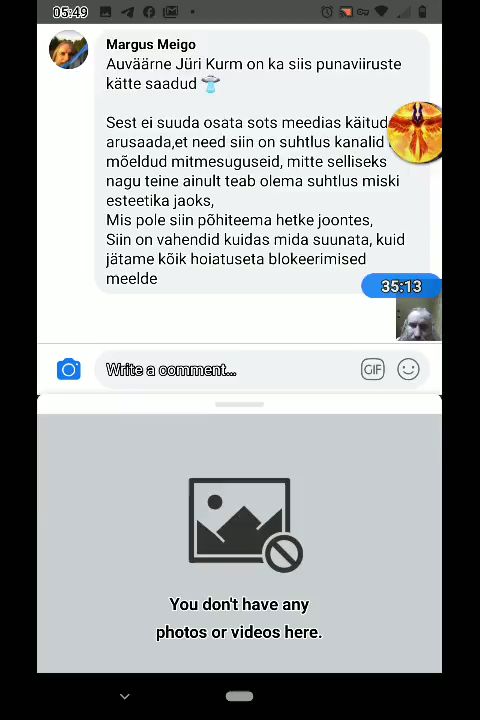 05:49
Margus Meigo
Auväärne Jüri Kurm on ka siis punaviiruste
kätte saadud
Sest ei suuda osata sots meedias
arusaada,et need siin on suhtlus kanalid
mõeldud mitmesuguseid, mitte selliseks
nagu teine ainult teab olema suhtlus miski
esteetika jaoks,
Mis pole siin põhiteema hetke joontes,
Siin on vahendid kuidas mida suunata, kuid
jätame kõik hoiatuseta blokeerimised
meelde
35:13
Write a comment...
GIF
You don't have any
photos or videos here.